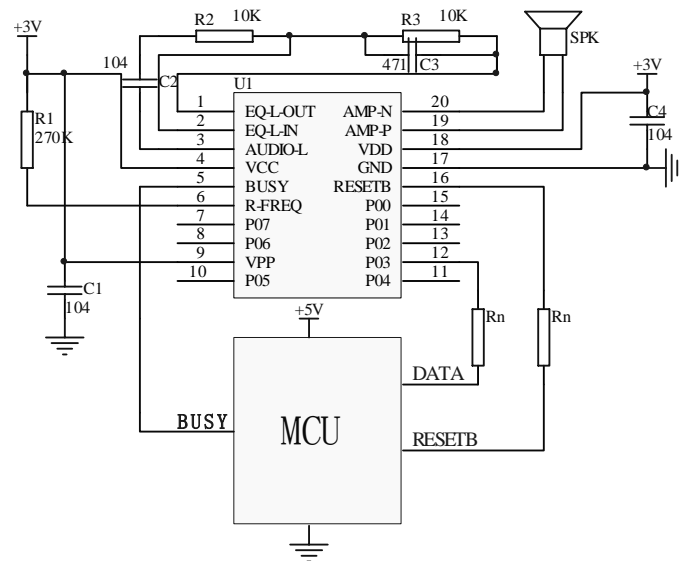 +3V
R2 10K
R3 10K
SPK
104
C2
471 C3
+3V
U1
R1
270K
C4
104
1 EQ-L-OUT AMP-N 20
2 EQ-L-IN AMP-P 19
3 AUDIO-L VDD 18
4 VCC GND 17
5 BUSY RESETB 16
6 R-FREQ P00 15
7 P07 P01 14
8 P06 P02 13
9 VPP P03 12
10 P05 P04 11
C1
104
+5V
Rn
Rn
DATA
BUSY
MCU
RESETB